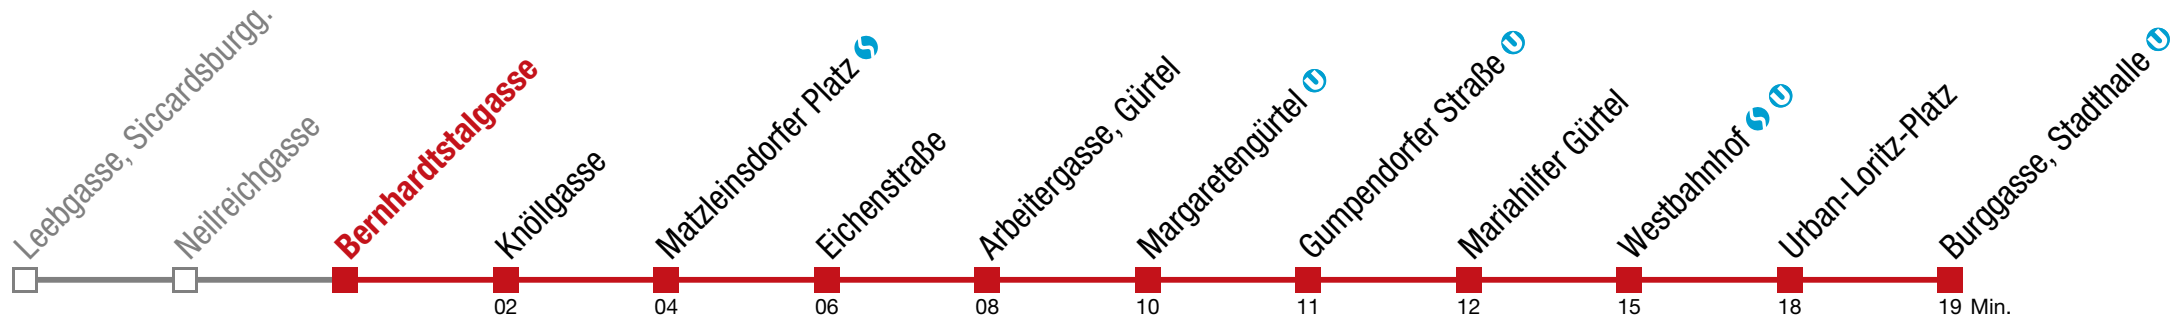 Leebgasse, Siccardsburgg.
Neilreichgasse
Bernhardtstalgasse
Knöllgasse
Matzleinsdorfer Platz
Eichenstraße
Arbeitergasse, Gürtel
Margaretengürtel
Gumpendorfer Straße
Mariahilfer Gürtel
Westbahnhof
Urban-Loritz-Platz
Burggasse, Stadthalle
02 04 06 08 10 11 12 15 18 19 Min.